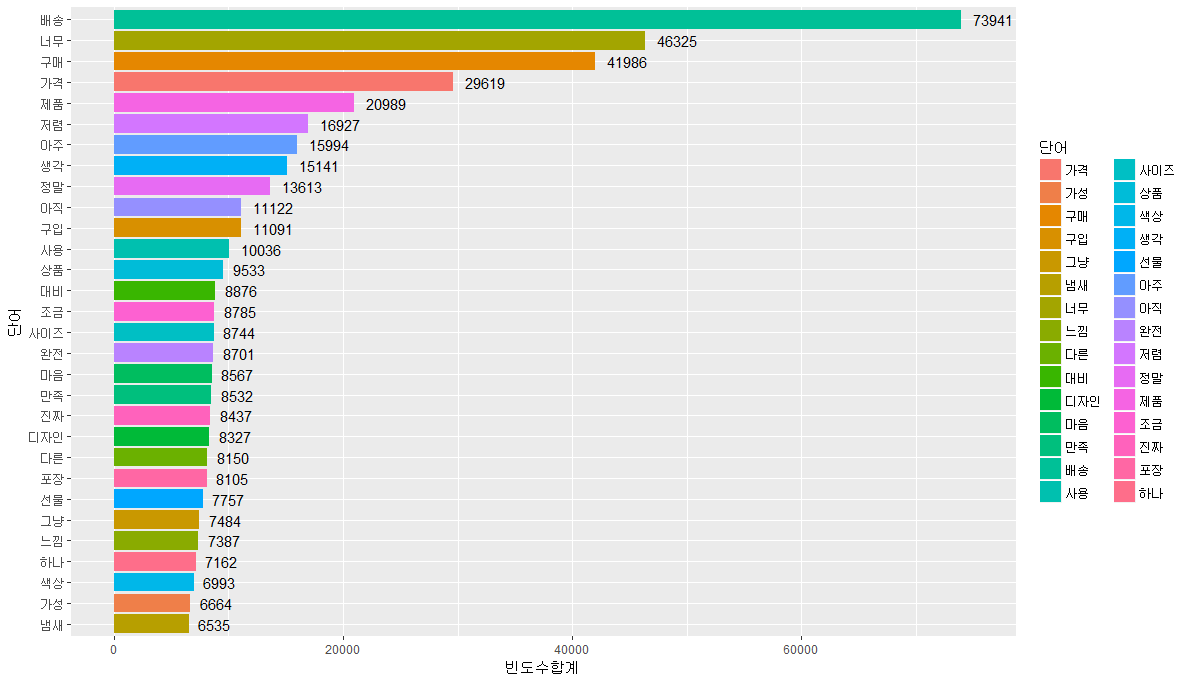 배송 73941
너무 46325
구매 41986
가격 29619
제품 20989
저렴 16927
아주 15994
생각 15141
정말 13613
아직 11122
구입 11091
사용 10036
상품 9533
대비 8876
조금 8785
사이즈 8744
완전 8701
마음 8567
만족 8532
진짜 8437
디자인 8327
다른 8150
포장 8105
선물 7757
그냥 7484
느낌 7387
하나 7162
색상 6993
가성 6664
냄새 6535
단어
0 20000 40000 60000
빈도수합계
단어
가격 사이즈
가성 상품
구매 색상
구입 생각
그냥 선물
냄새 아주
너무 아직
느낌 완전
다른 저렴
대비 정말
디자인 제품
마음 조금
만족 진짜
배송 포장
사용 하나